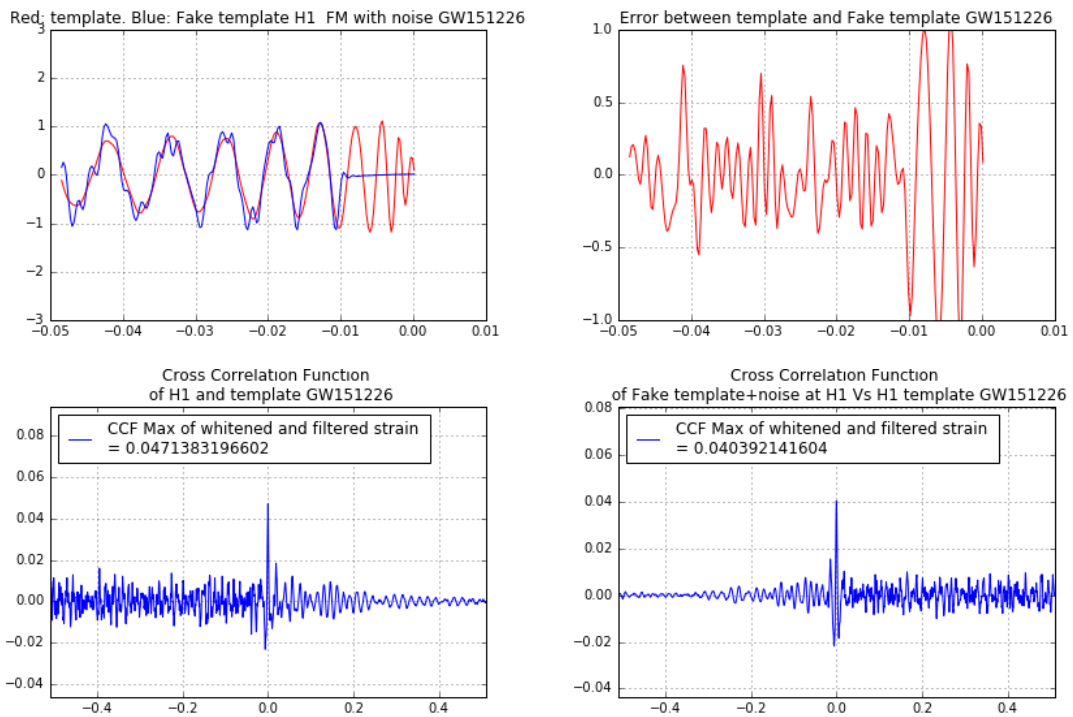 Red: template. Blue: Fake template H1  FM with noise GW151226
3
2
1
0
−1
−2
−3
−0.05 −0.04 −0.03 −0.02 −0.01 0.00 0.01
Error between template and Fake template GW151226
1.0
0.5
0.0
−0.5
−1.0
−0.05 −0.04 −0.03 −0.02 −0.01 0.00 0.01
Cross Correlation Function
of H1 and template GW151226
CCF Max of whitened and filtered strain
= 0.0471383196602
0.08
0.06
0.04
0.02
0.00
−0.02
−0.04
−0.4 −0.2 0.0 0.2 0.4
Cross Correlation Function
of Fake template+noise at H1 Vs H1 template GW151226
CCF Max of whitened and filtered strain
= 0.040392141604
0.08
0.06
0.04
0.02
0.00
−0.02
−0.04
−0.4 −0.2 0.0 0.2 0.4